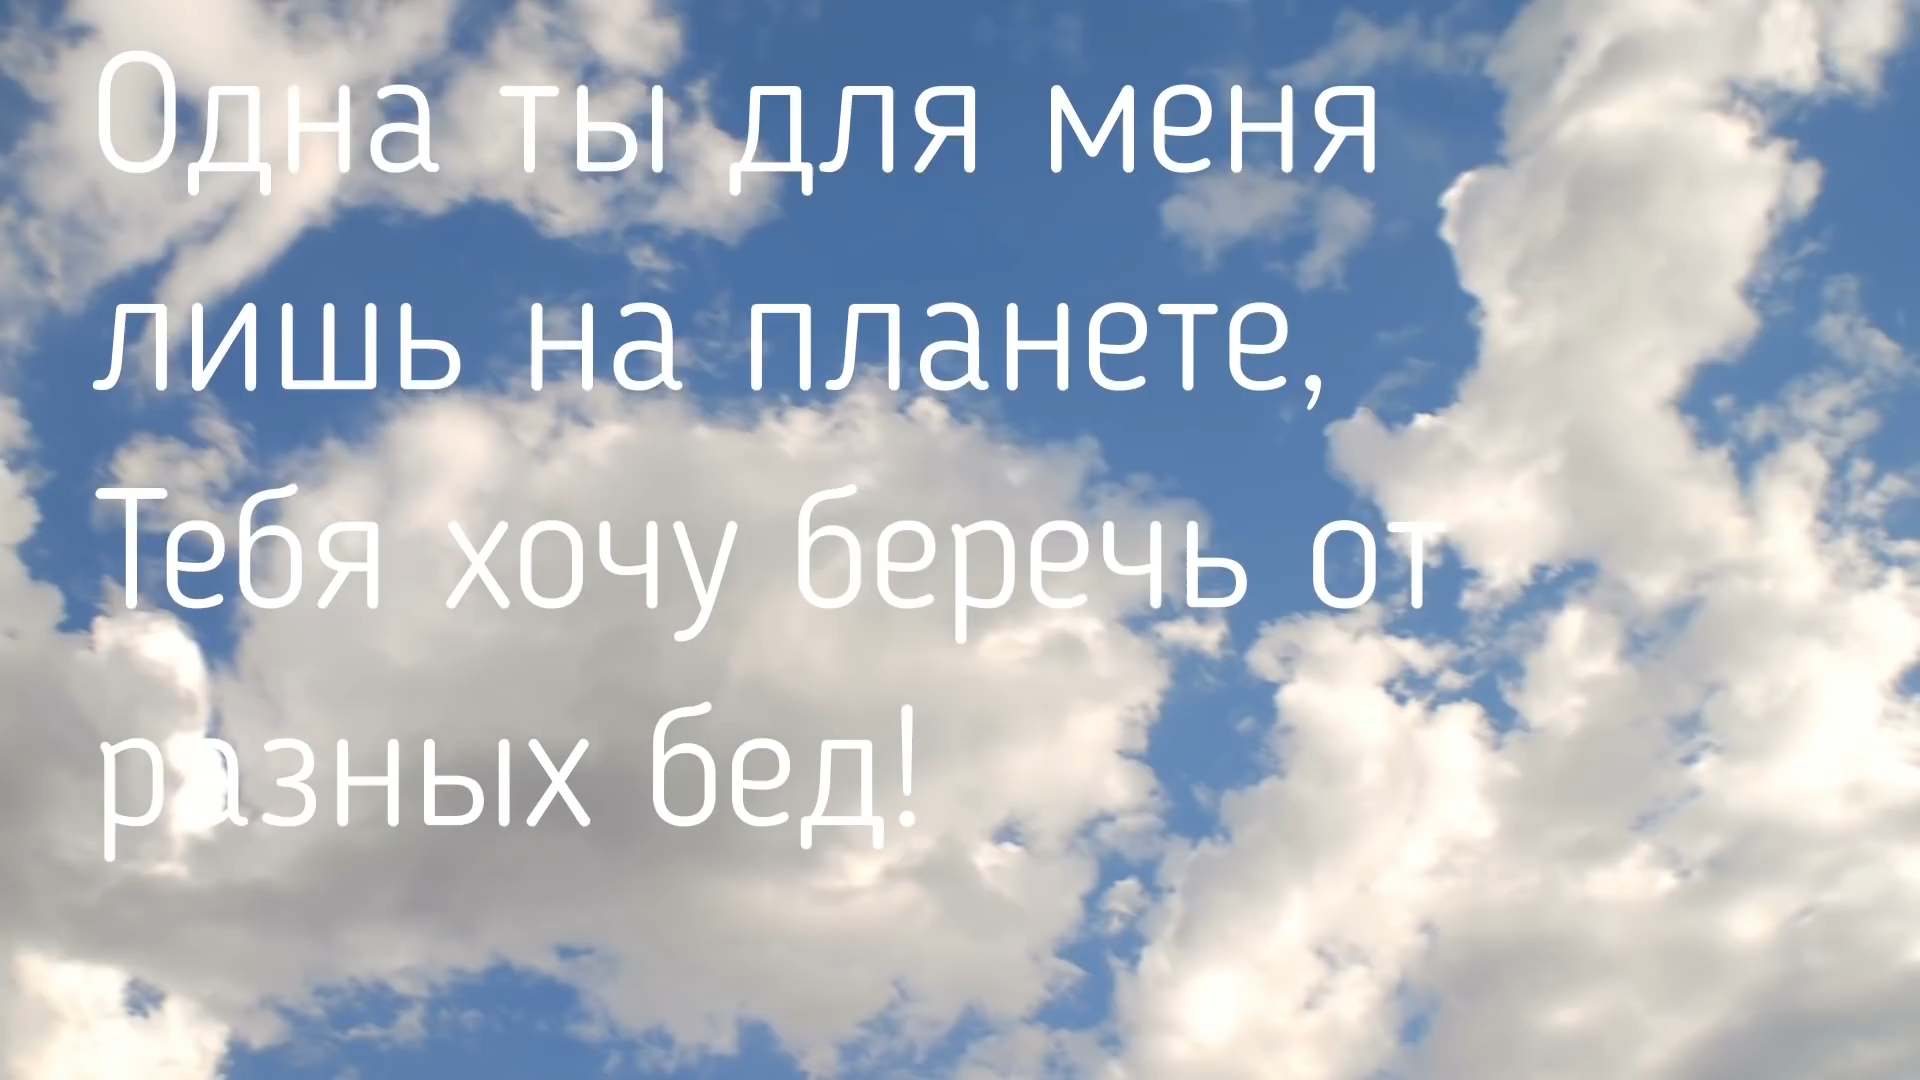 Одна ты для меня
лишь на планете,
Тебя хочу беречь от
разных бед!